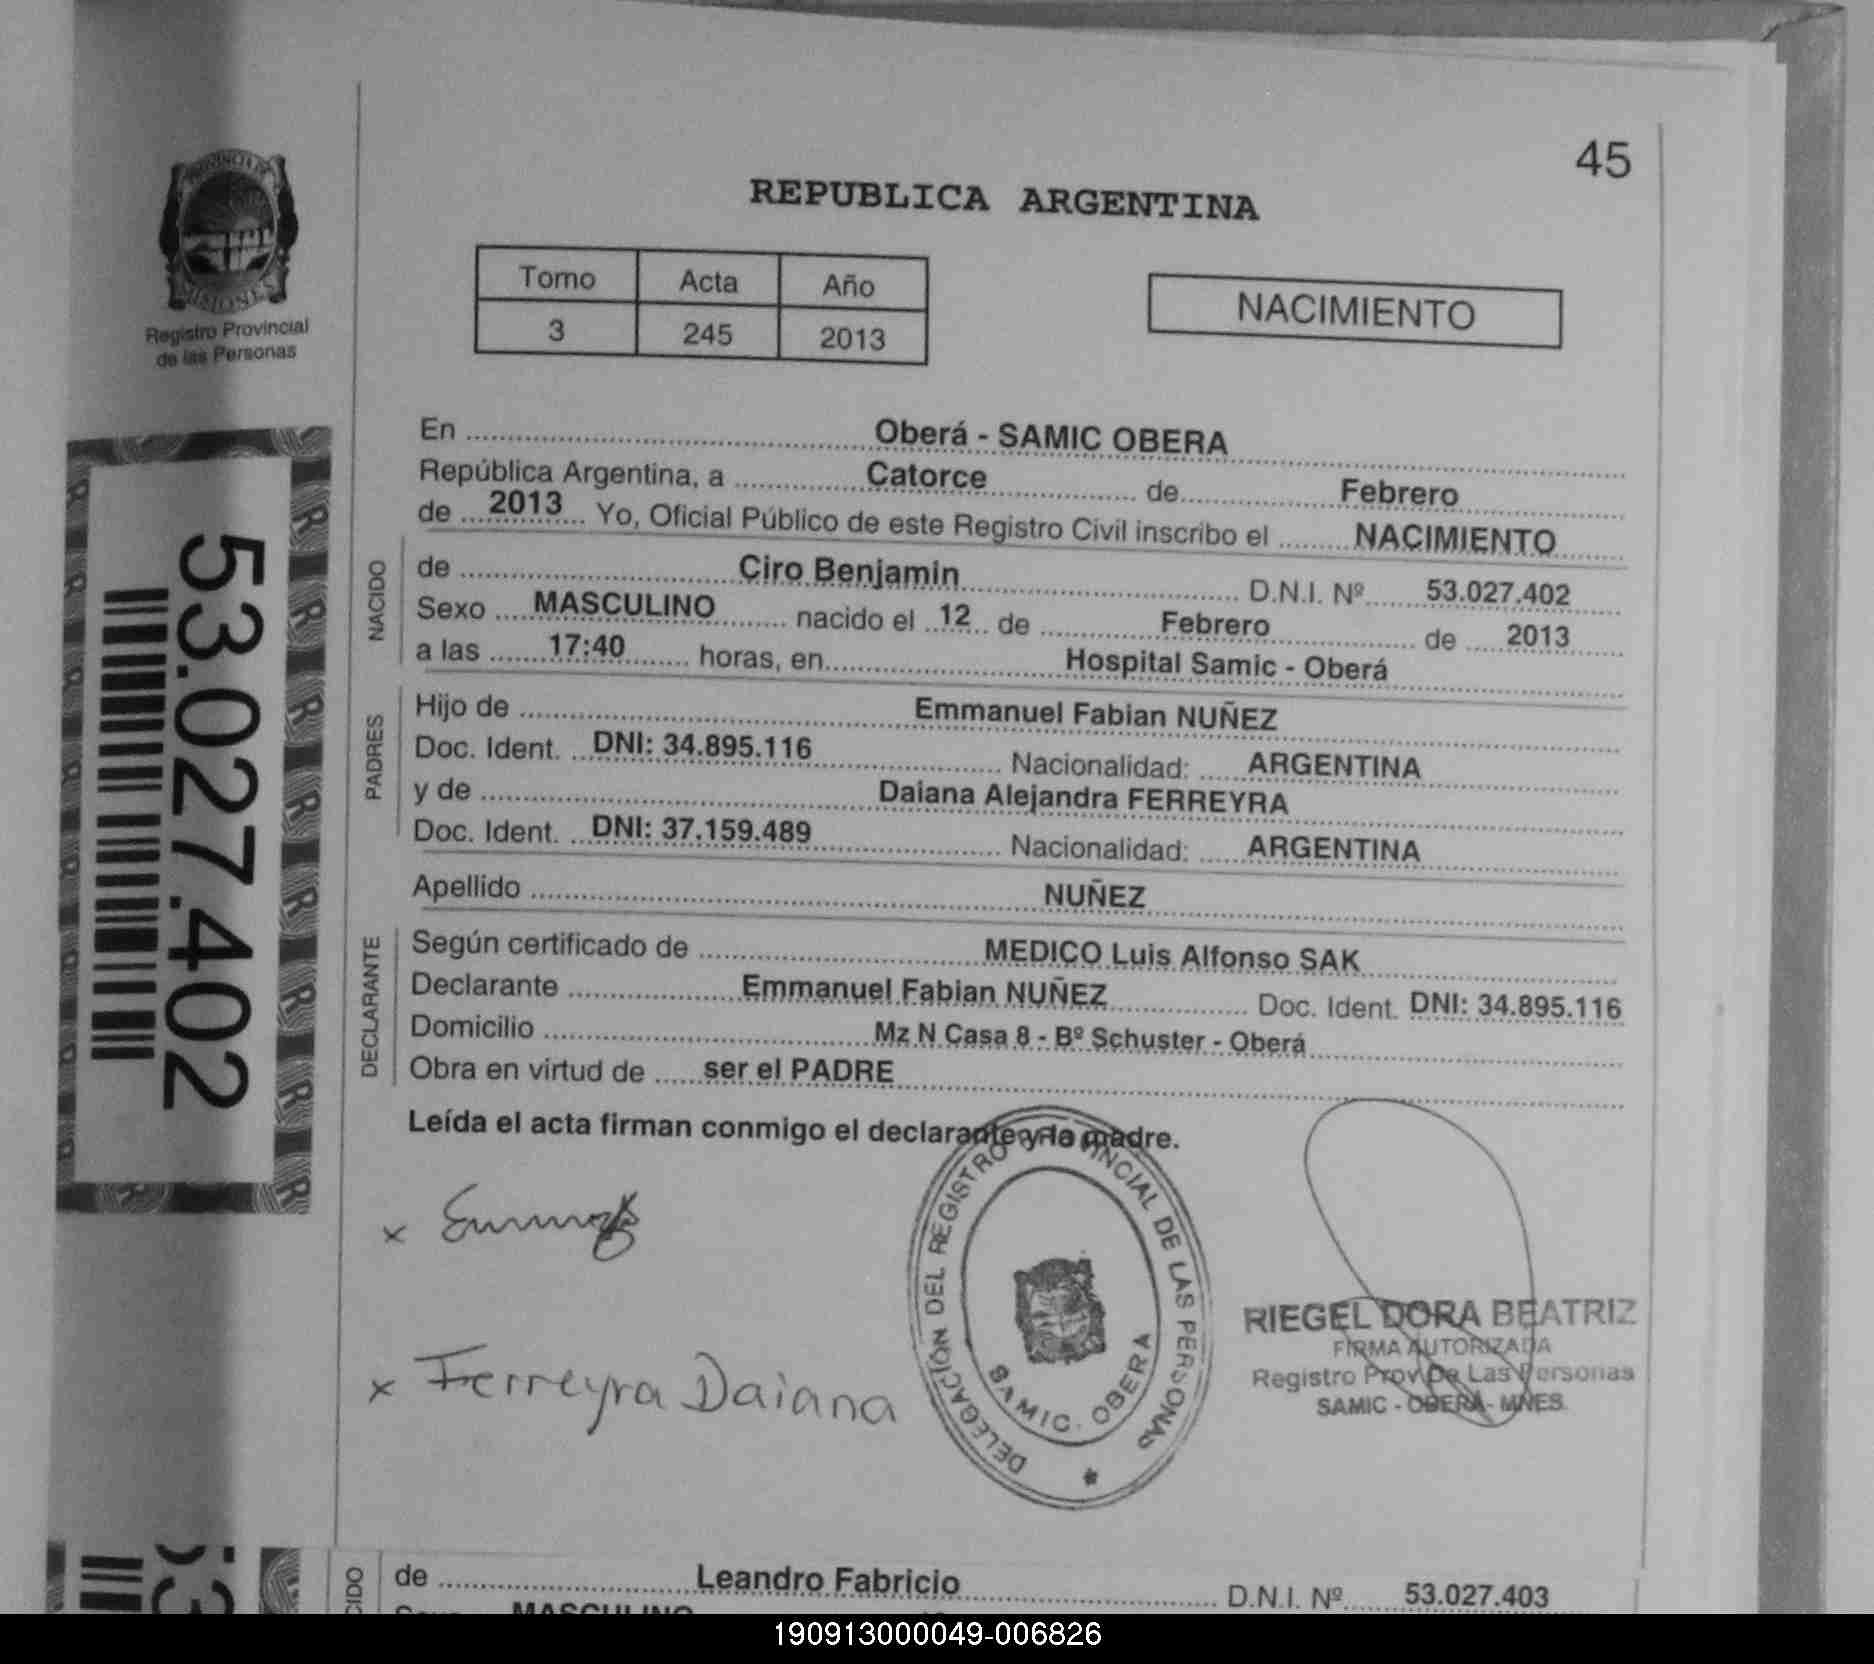 45
REPUBLICA ARGENTINA
PROVINCIA DE
MISIONES
Registro Provincial
de las Personas
Tomo Acta Año
3 245 2013
NACIMIENTO
53.027.402
En Oberá - SAMIC OBERA
República Argentina, a Catorce de Febrero
de 2013 Yo, Oficial Público de este Registro Civil inscribo el NACIMIENTO
NACIDO
de Ciro Benjamin D.N.I. Nº 53.027.402
Sexo MASCULINO nacido el 12 de Febrero de 2013
a las 17:40 horas, en Hospital Samic - Oberá
PADRES
Hijo de Emmanuel Fabian NUÑEZ
Doc. Ident. DNI: 34.895.116 Nacionalidad: ARGENTINA
y de Daiana Alejandra FERREYRA
Doc. Ident. DNI: 37.159.489 Nacionalidad: ARGENTINA
Apellido NUÑEZ
DECLARANTE
Según certificado de MEDICO Luis Alfonso SAK
Declarante Emmanuel Fabian NUÑEZ Doc. Ident. DNI: 34.895.116
Domicilio Mz N Casa 8 - Bº Schuster - Oberá
Obra en virtud de ser el PADRE
Leída el acta firman conmigo el declarante y la madre.
x
x Ferreyra Daiana
DELEGACIÓN DEL REGISTRO PROVINCIAL DE LAS PERSONAS
SAMIC. OBERA
RIEGEL DORA BEATRIZ
FIRMA AUTORIZADA
Registro Prov De Las Personas
SAMIC - OBERÁ - MNES.
de Leandro Fabricio D.N.I. Nº 53.027.403
MASCULINO
190913000049-006826